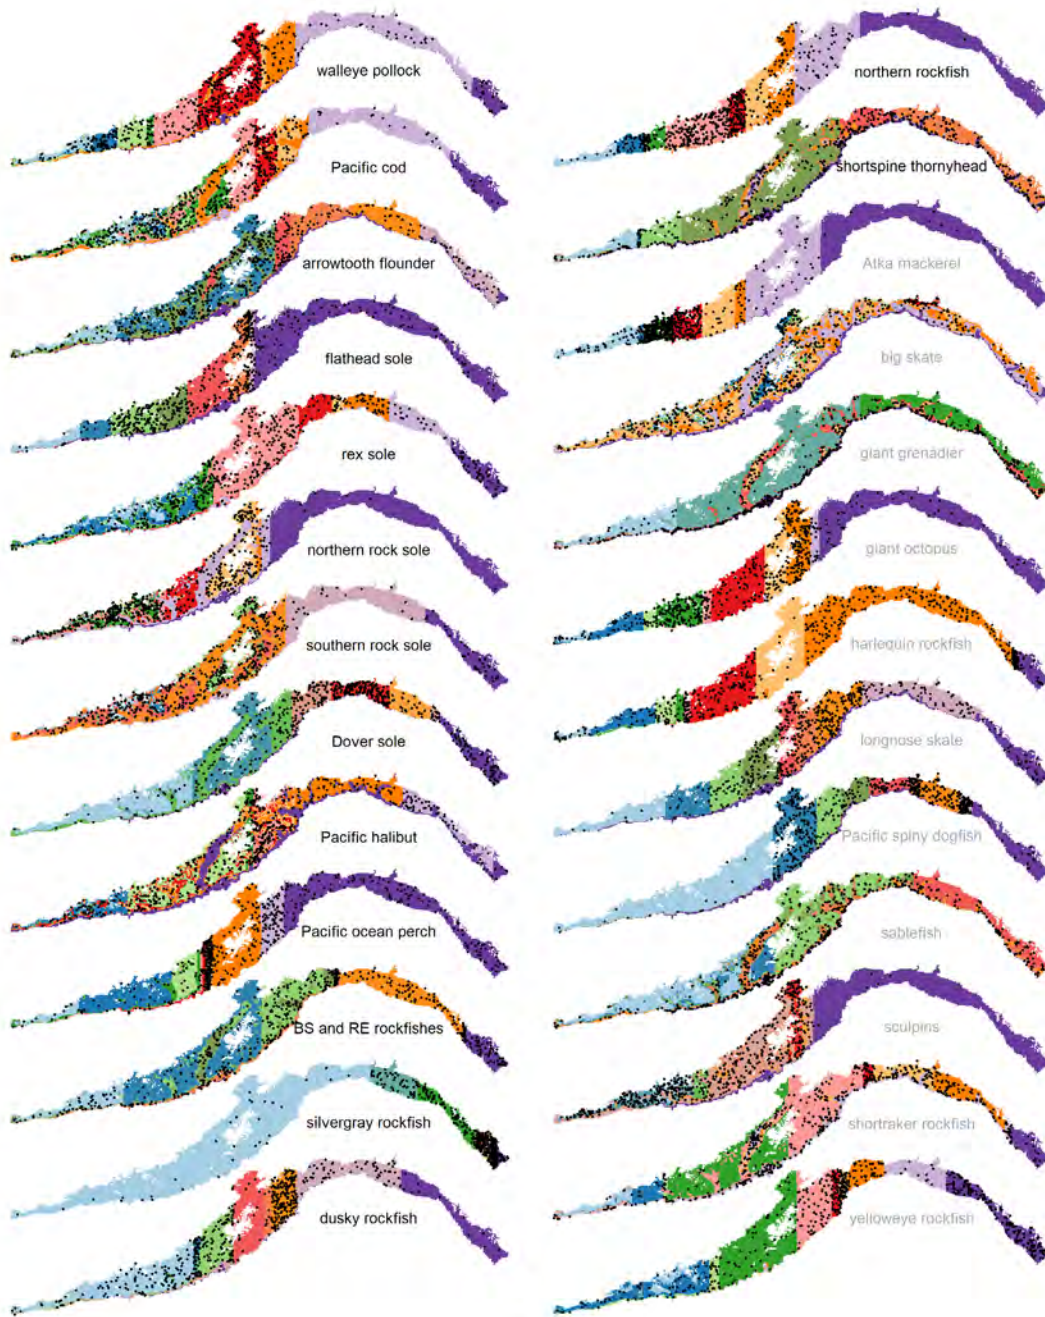 walleye pollock
Pacific cod
arrowtooth flounder
flathead sole
rex sole
northern rock sole
southern rock sole
Dover sole
Pacific halibut
Pacific ocean perch
BS and RE rockfishes
silvergray rockfish
dusky rockfish
northern rockfish
shortspine thornyhead
Atka mackerel
big skate
giant grenadier
giant octopus
harlequin rockfish
longnose skate
Pacific spiny dogfish
sablefish
sculpins
shortraker rockfish
yelloweye rockfish